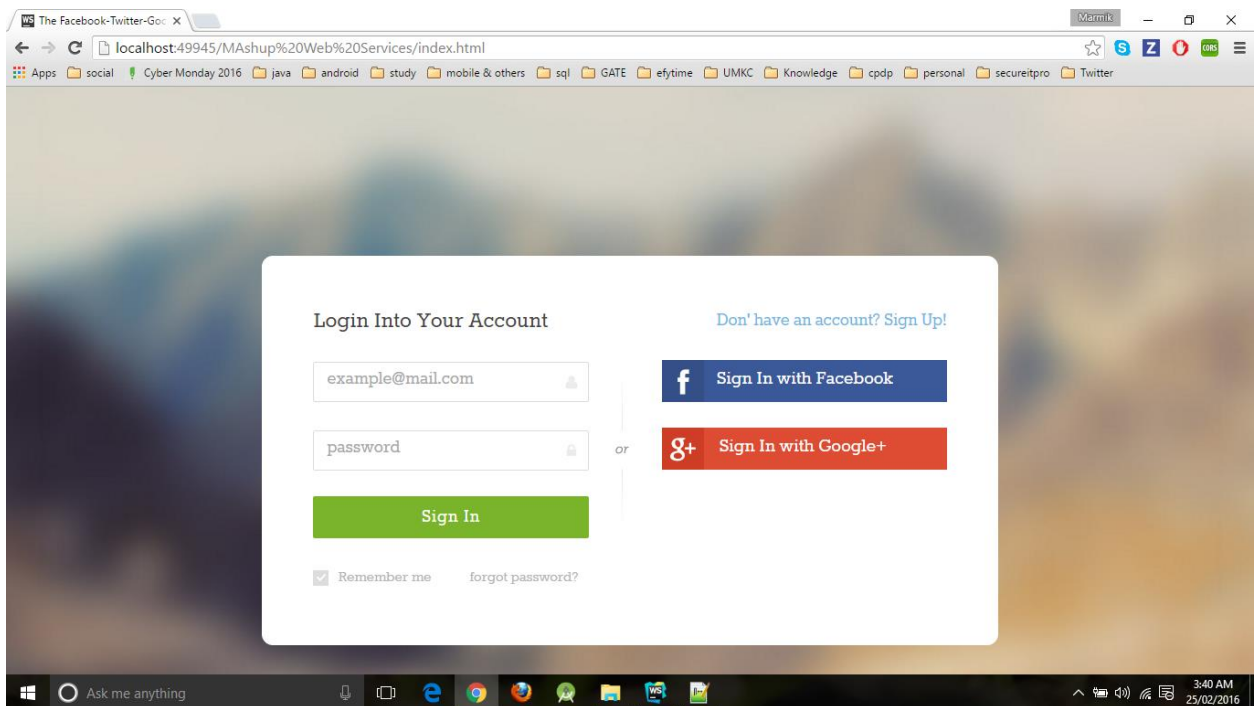 WS The Facebook-Twitter-Goo
Marmik
localhost:49945/MAshup%20Web%20Services/index.html
S Z CORS
Apps social Cyber Monday 2016 java android study mobile & others sql GATE efytime UMKC Knowledge cpdp personal secureitpro Twitter
Login Into Your Account
Don' have an account? Sign Up!
example@mail.com
f Sign In with Facebook
password
or
g+ Sign In with Google+
Sign In
Remember me forgot password?
Ask me anything
WS
3:40 AM
25/02/2016